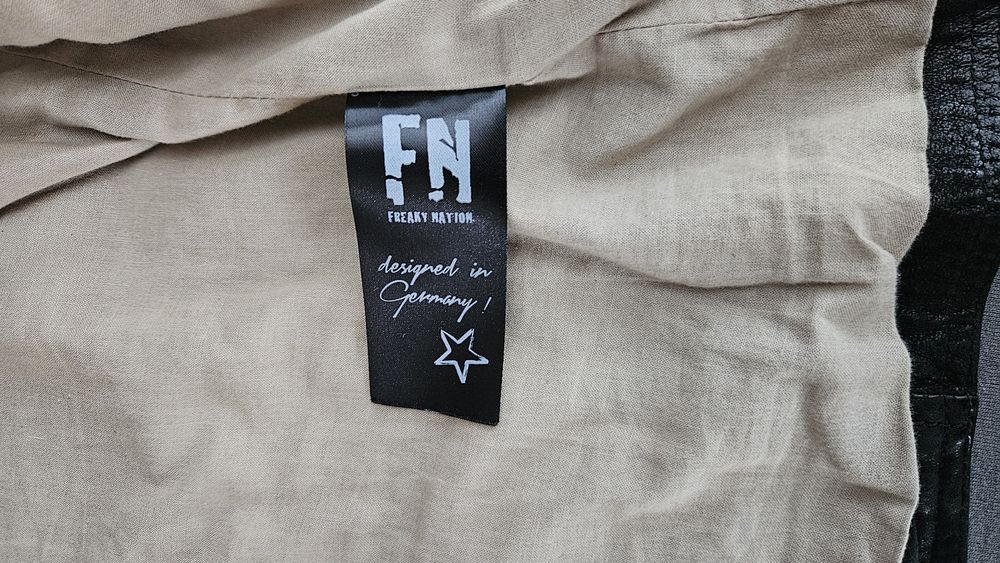 FN
FREAKY NATION
designed in
Germany!